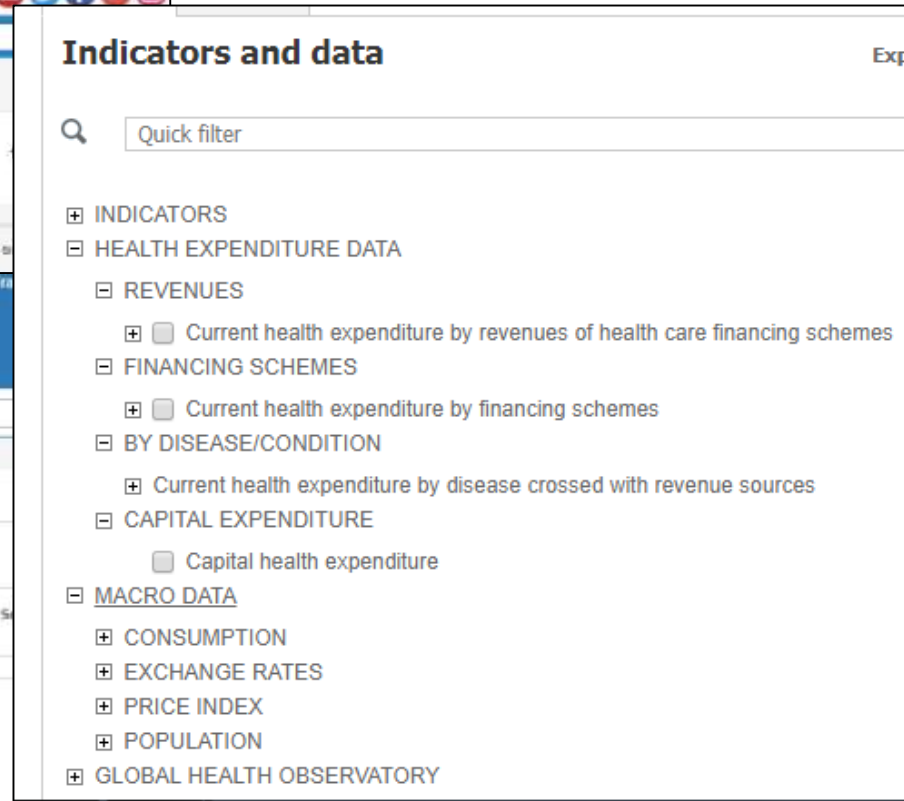 Indicators and data
Exp
Quick filter
INDICATORS
HEALTH EXPENDITURE DATA
REVENUES
Current health expenditure by revenues of health care financing schemes
FINANCING SCHEMES
Current health expenditure by financing schemes
BY DISEASE/CONDITION
Current health expenditure by disease crossed with revenue sources
CAPITAL EXPENDITURE
Capital health expenditure
MACRO DATA
CONSUMPTION
EXCHANGE RATES
PRICE INDEX
POPULATION
GLOBAL HEALTH OBSERVATORY